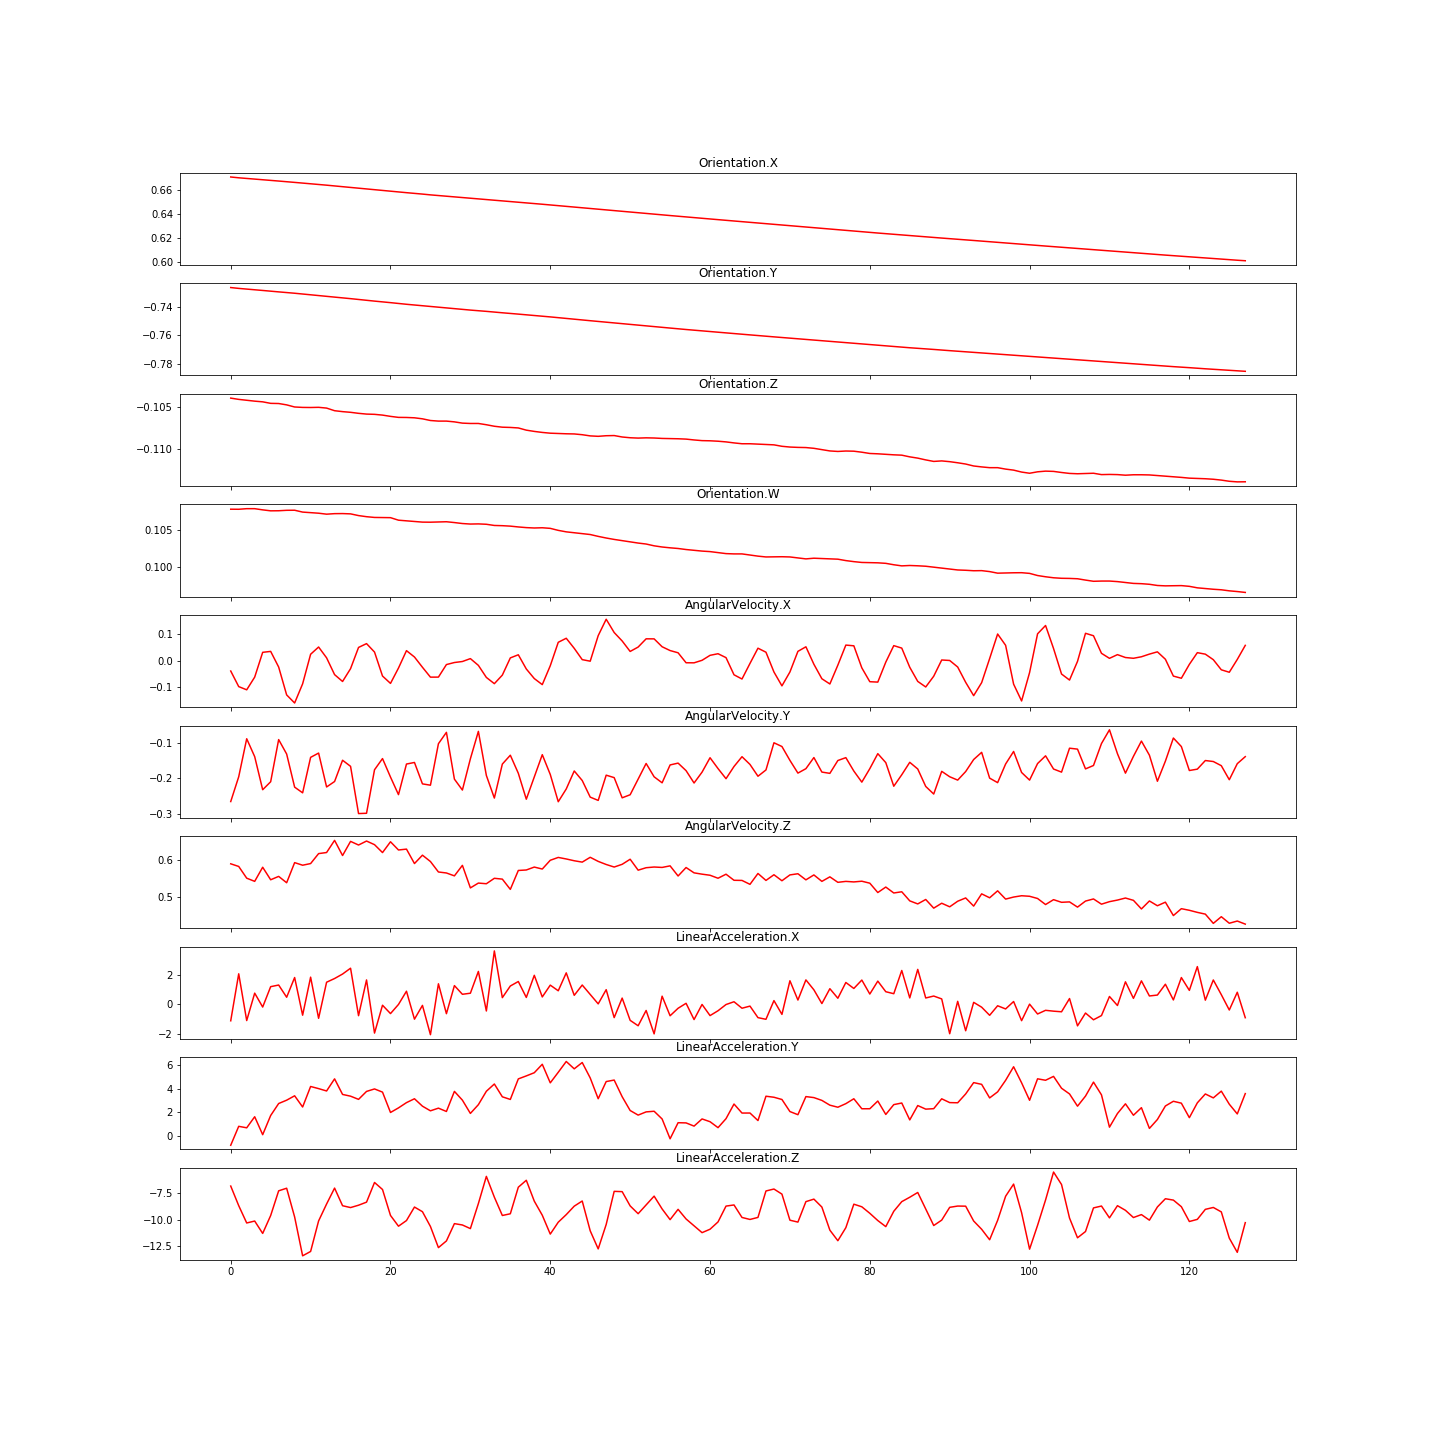 Orientation.X
0.66
0.64
0.62
0.60
Orientation.Y
−0.74
−0.76
−0.78
Orientation.Z
−0.105
−0.110
Orientation.W
0.105
0.100
AngularVelocity.X
0.1
0.0
−0.1
AngularVelocity.Y
−0.1
−0.2
−0.3
AngularVelocity.Z
0.6
0.5
LinearAcceleration.X
2
0
−2
LinearAcceleration.Y
6
4
2
0
LinearAcceleration.Z
−7.5
−10.0
−12.5
0 20 40 60 80 100 120